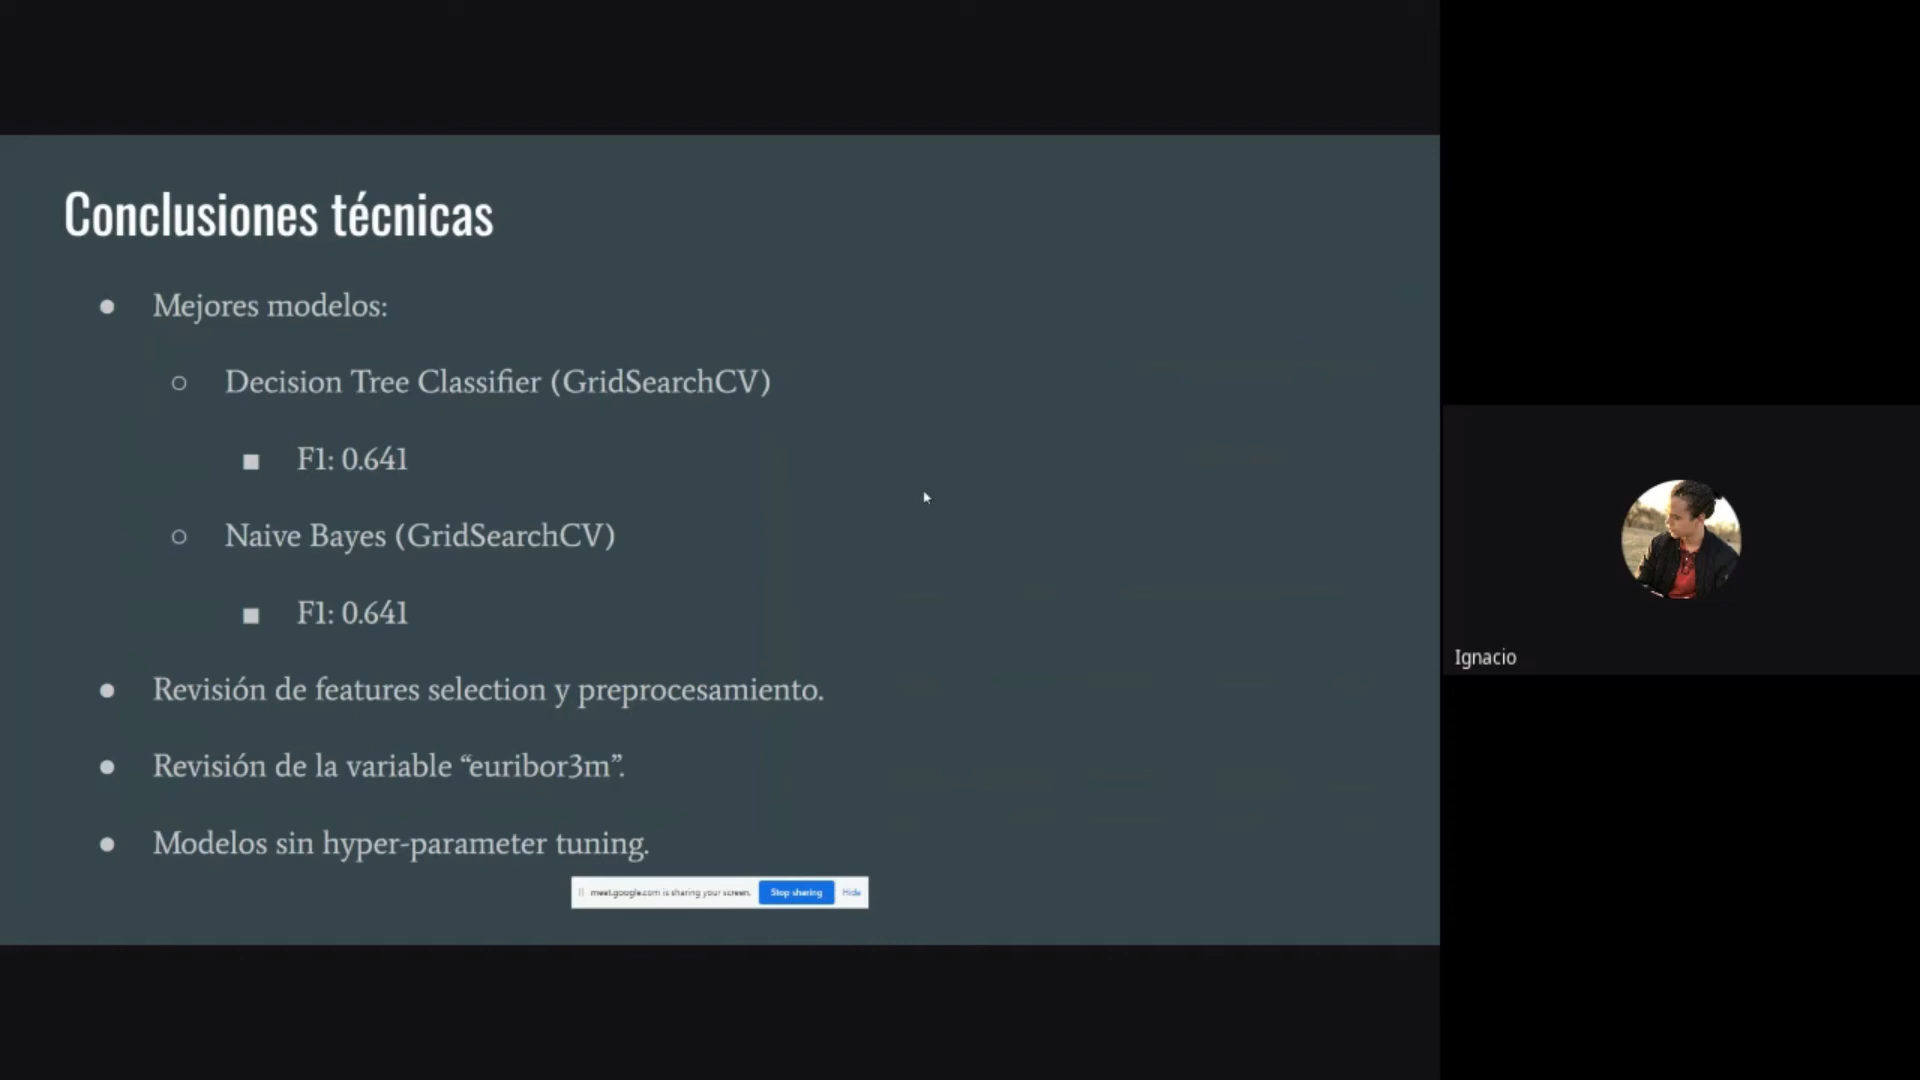 Conclusiones técnicas
Mejores modelos:
Decision Tree Classifier (GridSearchCV)
F1: 0.641
Naive Bayes (GridSearchCV)
F1: 0.641
Revisión de features selection y preprocesamiento.
Revisión de la variable “euribor3m”.
Modelos sin hyper-parameter tuning.
meet.google.com is sharing your screen. Stop sharing Hide
Ignacio